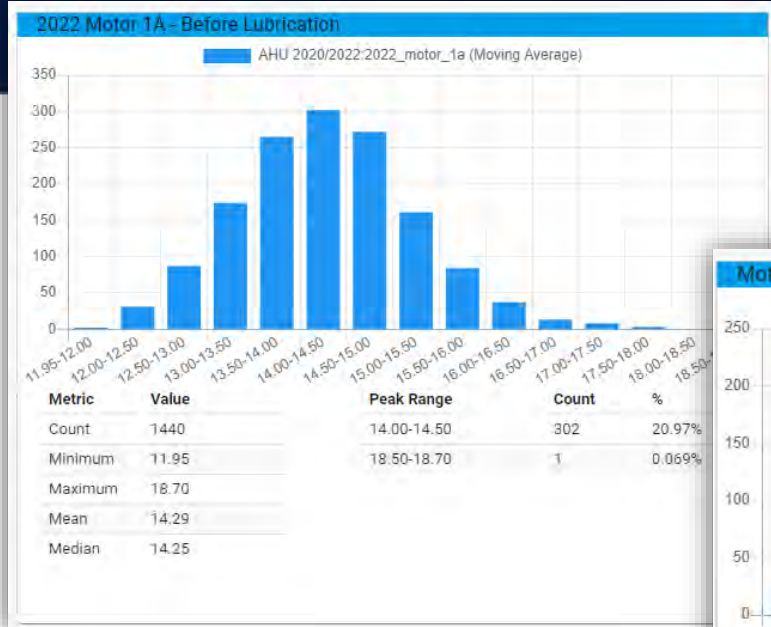 2022 Motor 1A - Before Lubrication
AHU 2020/2022:2022_motor_1a (Moving Average)
350
300
250
200
150
100
50
0
11.95-12.00 12.00-12.50 12.50-13.00 13.00-13.50 13.50-14.00 14.00-14.50 14.50-15.00 15.00-15.50 15.50-16.00 16.00-16.50 16.50-17.00 17.00-17.50 17.50-18.00 18.00-18.50 18.50-
Metric Value
Count 1440
Minimum 11.95
Maximum 18.70
Mean 14.29
Median 14.25
Peak Range Count %
14.00-14.50 302 20.97%
18.50-18.70 1 0.069%
Mot
250
200
150
100
50
0